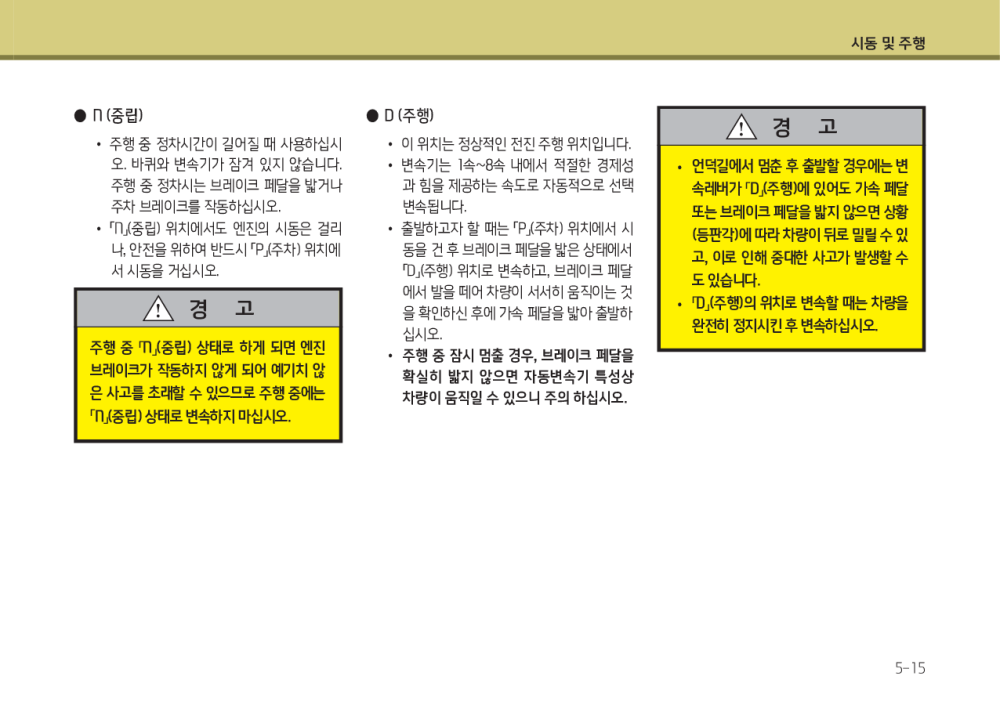 시동 및 주행
● N (중립)
• 주행 중 정차시간이 길어질 때 사용하십시
오. 바퀴와 변속기가 잠겨 있지 않습니다.
주행 중 정차시는 브레이크 페달을 밟거나
주차 브레이크를 작동하십시오.
• 「N」(중립) 위치에서도 엔진의 시동은 걸리
나, 안전을 위하여 반드시 「P」(주차) 위치에
서 시동을 거십시오.
경 고
주행 중 「N」(중립) 상태로 하게 되면 엔진
브레이크가 작동하지 않게 되어 예기치 않
은 사고를 초래할 수 있으므로 주행 중에는
「N」(중립) 상태로 변속하지 마십시오.
● D (주행)
• 이 위치는 정상적인 전진 주행 위치입니다.
• 변속기는 1속~8속 내에서 적절한 경제성
과 힘을 제공하는 속도로 자동적으로 선택
변속됩니다.
• 출발하고자 할 때는 「P」(주차) 위치에서 시
동을 건 후 브레이크 페달을 밟은 상태에서
「D」(주행) 위치로 변속하고, 브레이크 페달
에서 발을 떼어 차량이 서서히 움직이는 것
을 확인하신 후에 가속 페달을 밟아 출발하
십시오.
• 주행 중 잠시 멈출 경우, 브레이크 페달을
확실히 밟지 않으면 자동변속기 특성상
차량이 움직일 수 있으니 주의 하십시오.
경 고
• 언덕길에서 멈춘 후 출발할 경우에는 변
속레버가 「D」(주행)에 있어도 가속 페달
또는 브레이크 페달을 밟지 않으면 상황
(등판각)에 따라 차량이 뒤로 밀릴 수 있
고, 이로 인해 중대한 사고가 발생할 수
도 있습니다.
• 「D」(주행)의 위치로 변속할 때는 차량을
완전히 정지시킨 후 변속하십시오.
5-15